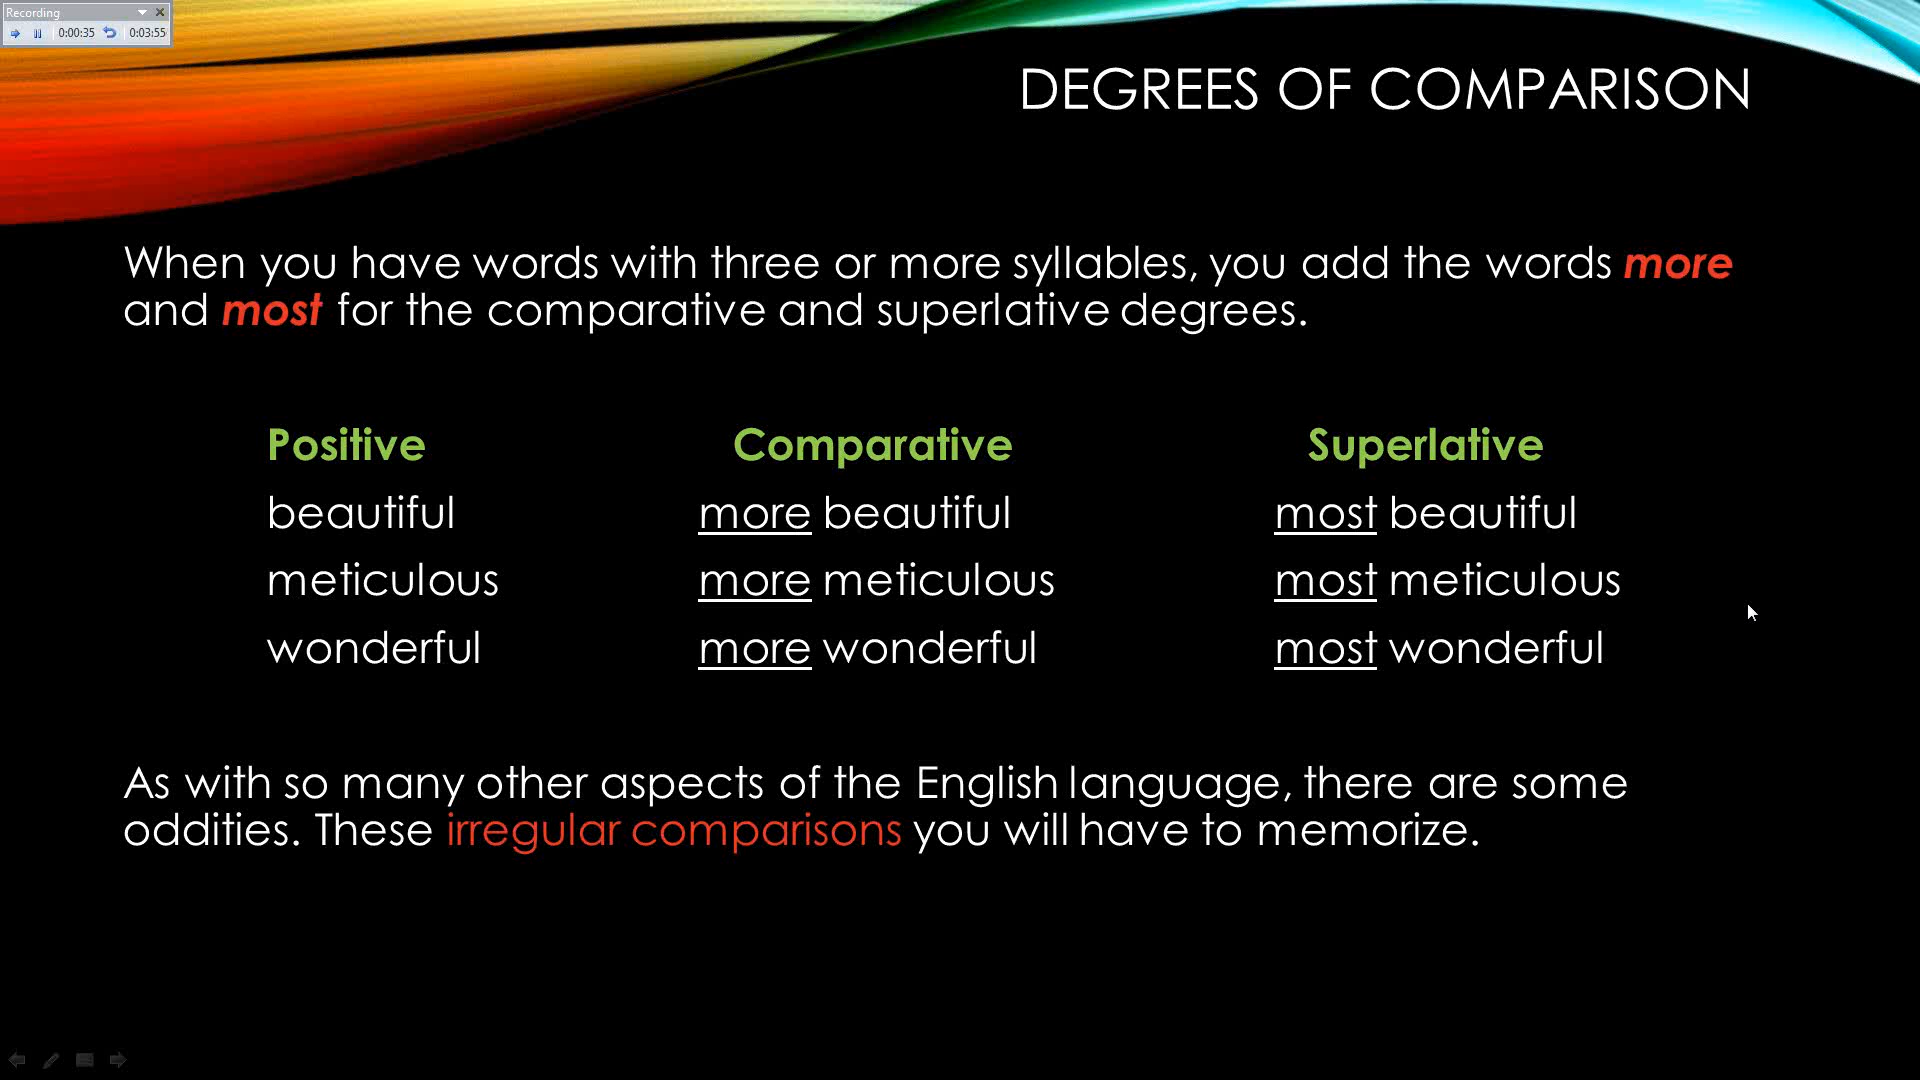 Recording
0:00:35 0:03:55
DEGREES OF COMPARISON
When you have words with three or more syllables, you add the words more
and most for the comparative and superlative degrees.
Positive Comparative Superlative
beautiful more beautiful most beautiful
meticulous more meticulous most meticulous
wonderful more wonderful most wonderful
As with so many other aspects of the English language, there are some
oddities. These irregular comparisons you will have to memorize.